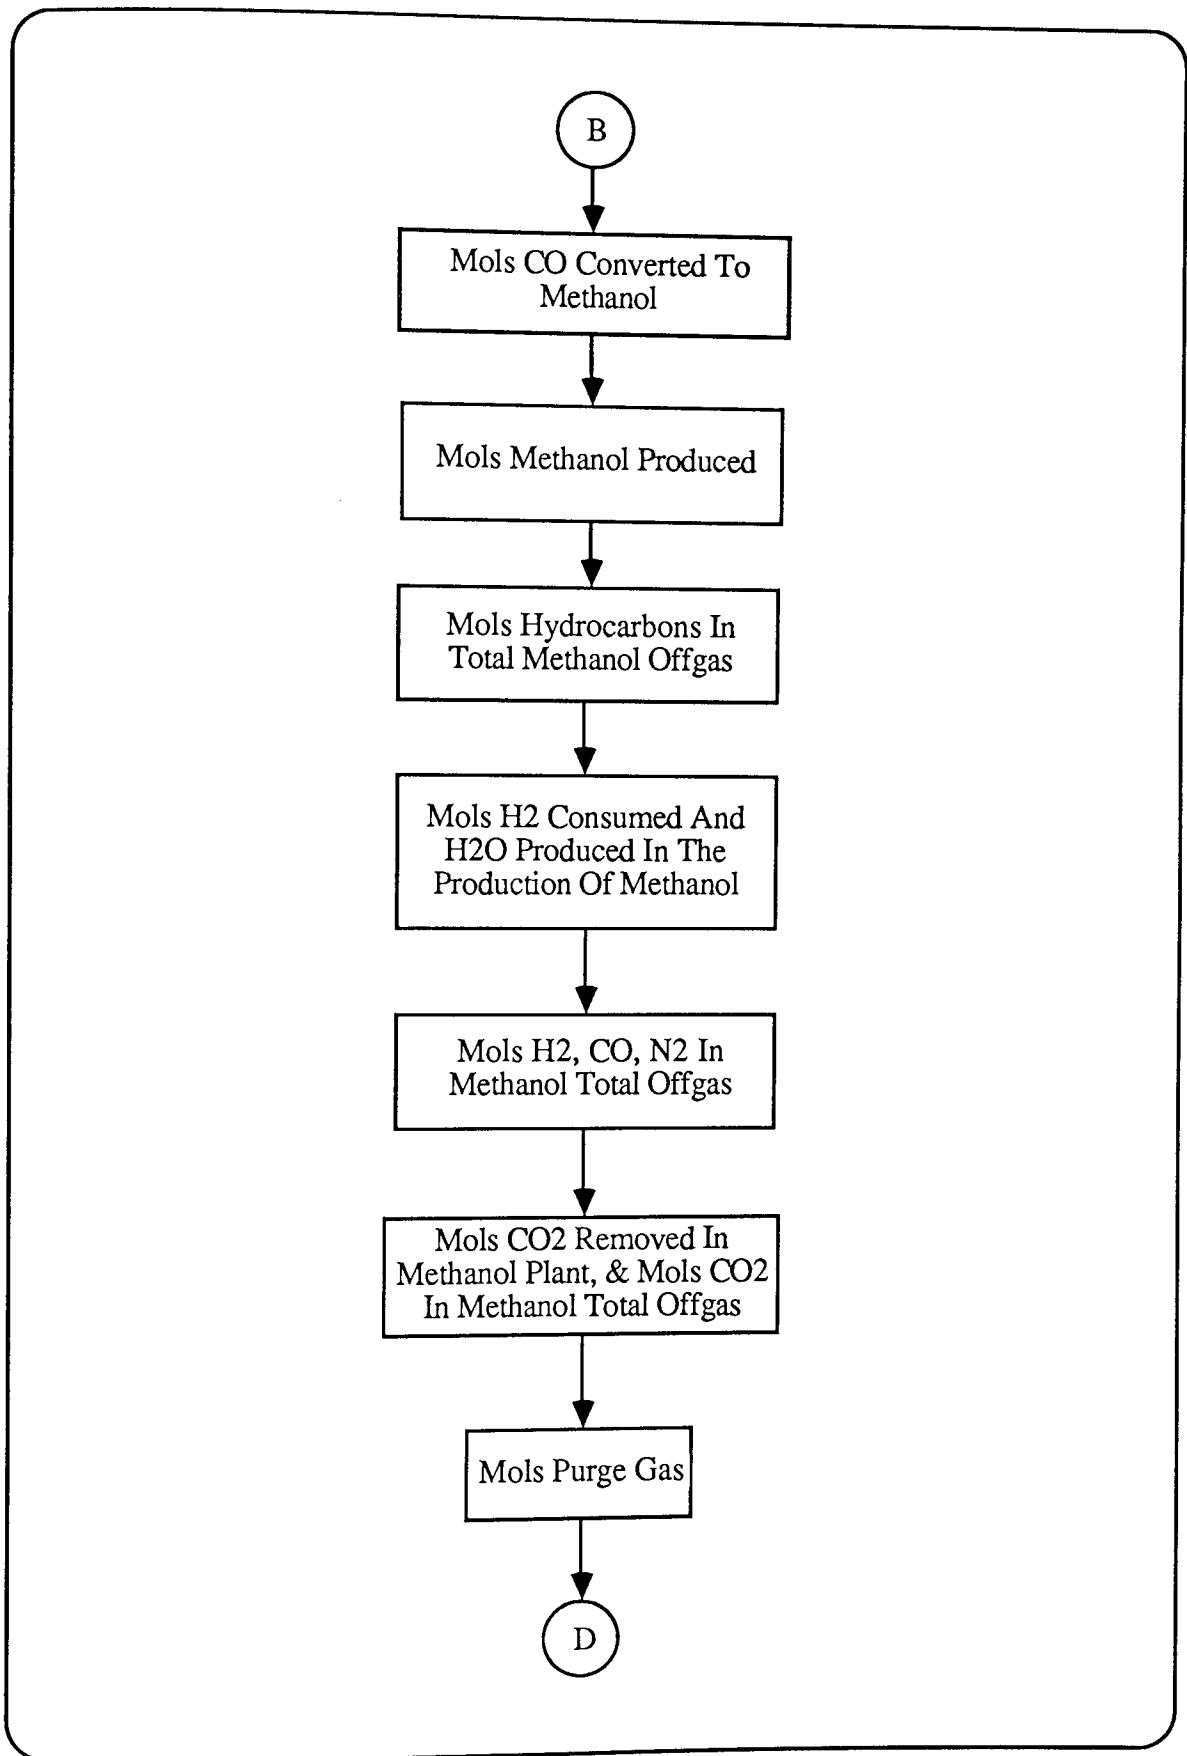 B
Mols CO Converted To
Methanol
Mols Methanol Produced
Mols Hydrocarbons In
Total Methanol Offgas
Mols H2 Consumed And
H2O Produced In The
Production Of Methanol
Mols H2, CO, N2 In
Methanol Total Offgas
Mols CO2 Removed In
Methanol Plant, & Mols CO2
In Methanol Total Offgas
Mols Purge Gas
D